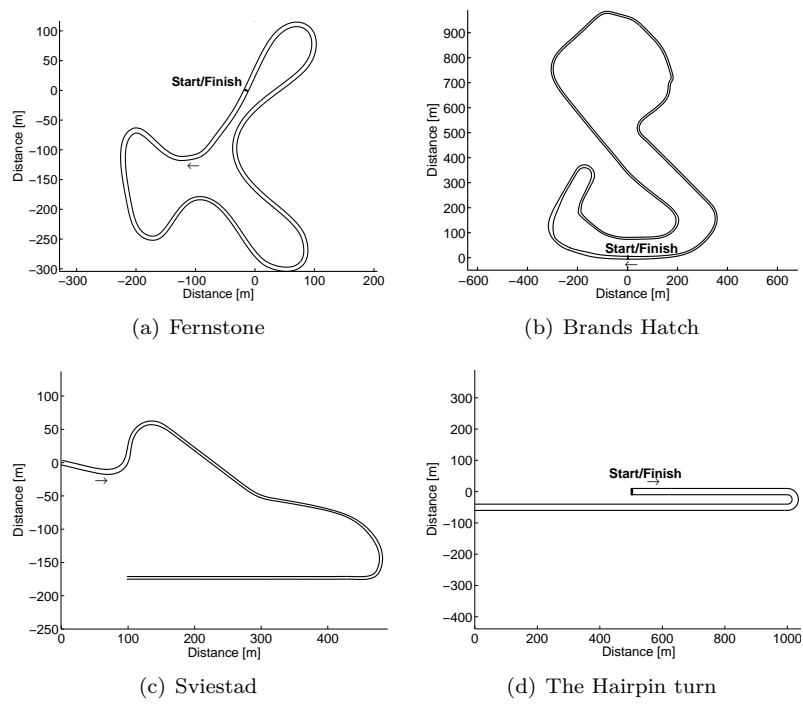 100
50
0
−50
−100
−150
−200
−250
−300
Distance [m]
Start/Finish
←
−300 −200 −100 0 100 200
Distance [m]
(a) Fernstone
900
800
700
600
500
400
300
200
100
0
Distance [m]
Start/Finish
←
−600 −400 −200 0 200 400 600
Distance [m]
(b) Brands Hatch
100
50
0
−50
−100
−150
−200
−250
Distance [m]
→
0 100 200 300 400
Distance [m]
(c) Sviestad
300
200
100
0
−100
−200
−300
−400
Distance [m]
Start/Finish
→
0 200 400 600 800 1000
Distance [m]
(d) The Hairpin turn